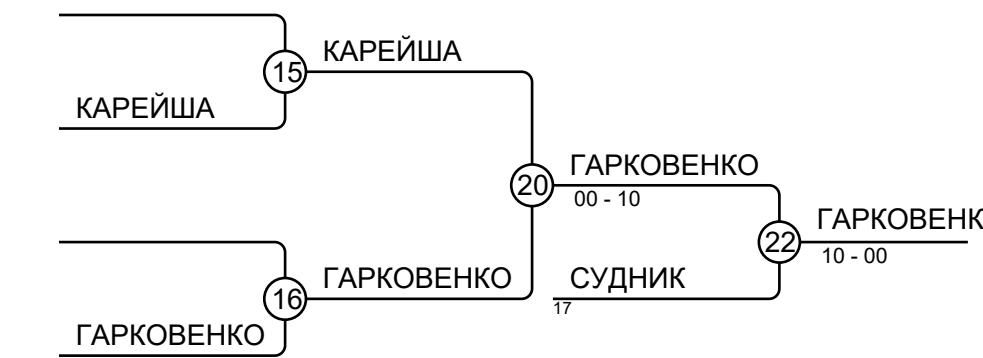 КАРЕЙША
15
КАРЕЙША
ГАРКОВЕНКО
20
00 - 10
ГАРКОВЕНК
22
10 - 00
ГАРКОВЕНКО
СУДНИК
16
17
ГАРКОВЕНКО